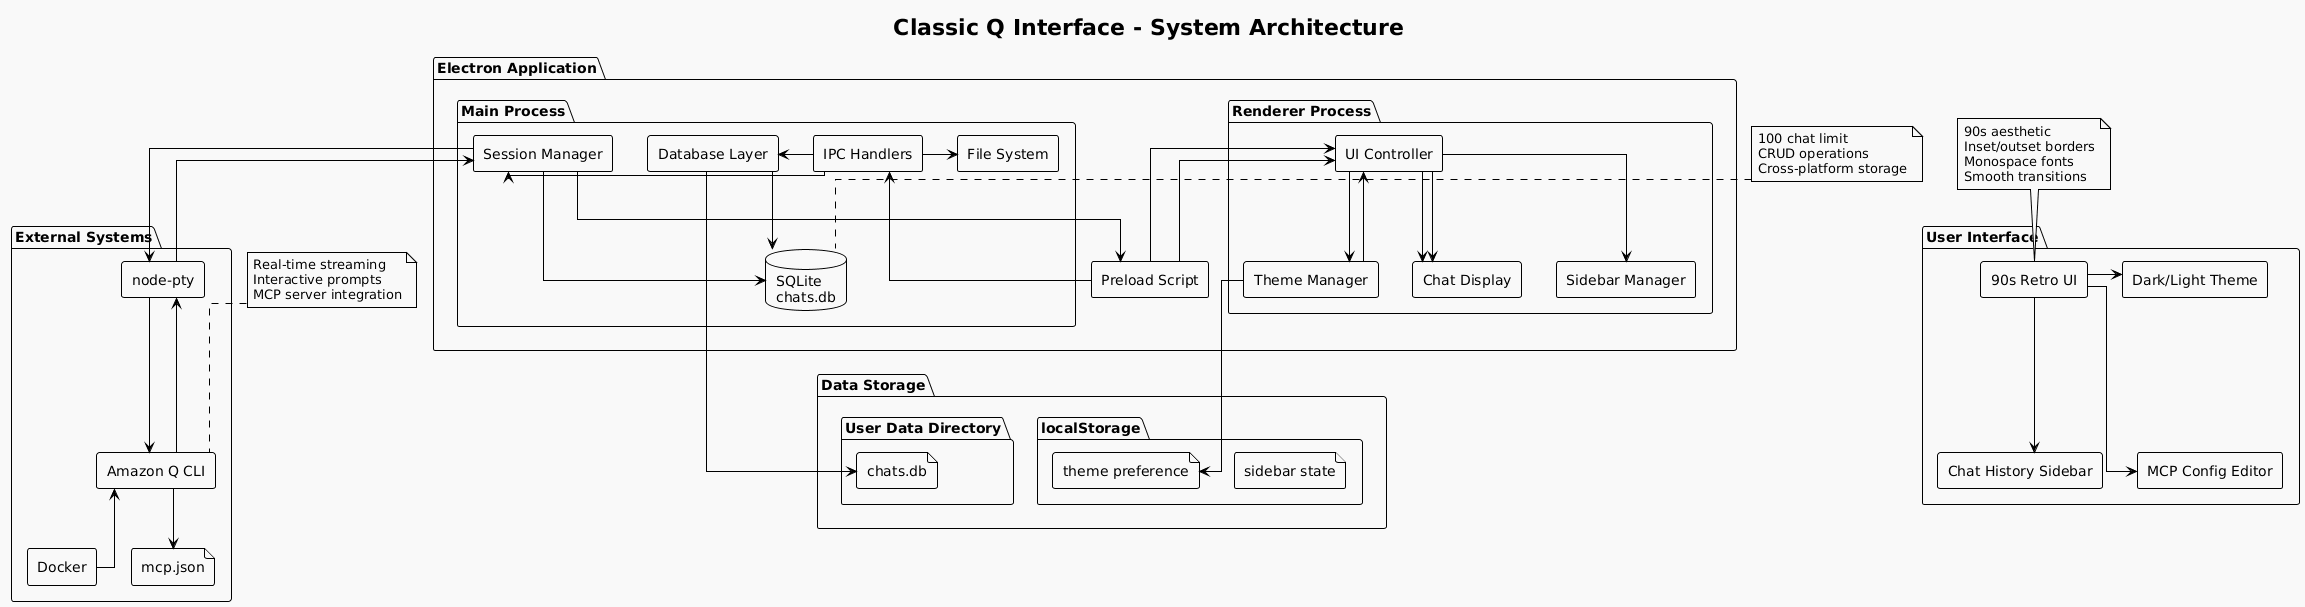 Classic Q Interface - System Architecture
Electron Application
Main Process
Session Manager
Database Layer
IPC Handlers
File System
SQLite
chats.db
Preload Script
Renderer Process
UI Controller
Theme Manager
Chat Display
Sidebar Manager
100 chat limit
CRUD operations
Cross-platform storage
90s aesthetic
Inset/outset borders
Monospace fonts
Smooth transitions
External Systems
node-pty
Real-time streaming
Interactive prompts
MCP server integration
Amazon Q CLI
Docker
mcp.json
Data Storage
User Data Directory
chats.db
localStorage
theme preference
sidebar state
User Interface
90s Retro UI
Dark/Light Theme
Chat History Sidebar
MCP Config Editor